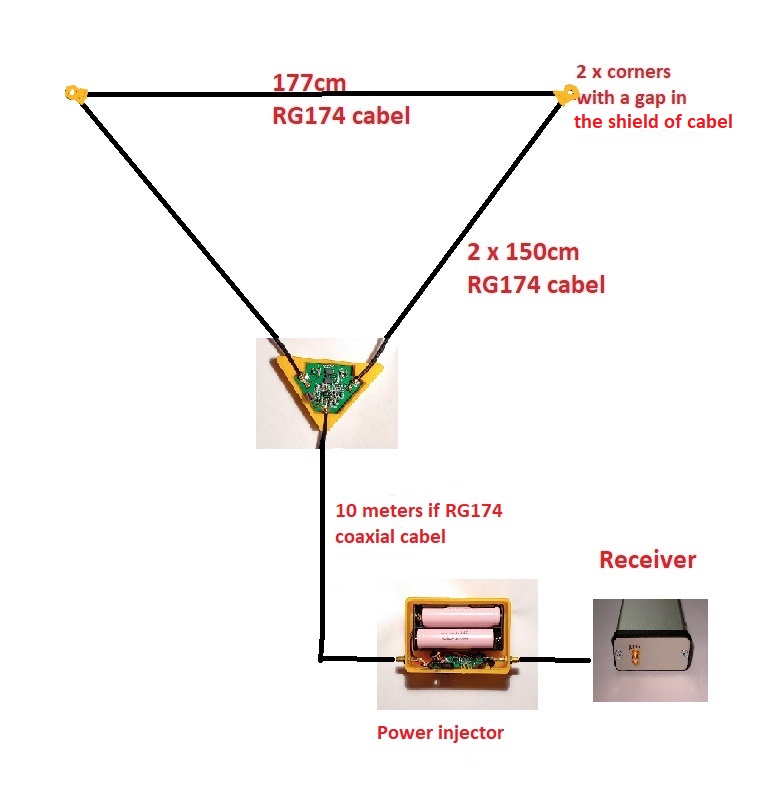 177cm
RG174 cabel
2 x corners
with a gap in
the shield of cabel
2 x 150cm
RG174 cabel
10 meters if RG174
coaxial cabel
Receiver
Power injector